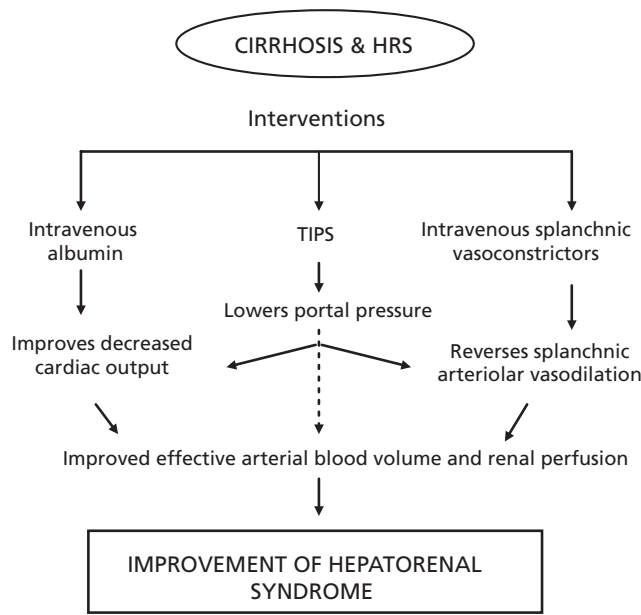 CIRRHOSIS & HRS
Interventions
Intravenous
albumin
TIPS
Intravenous splanchnic
vasoconstrictors
Lowers portal pressure
Improves decreased
cardiac output
Reverses splanchnic
arteriolar vasodilation
Improved effective arterial blood volume and renal perfusion
IMPROVEMENT OF HEPATORENAL
SYNDROME